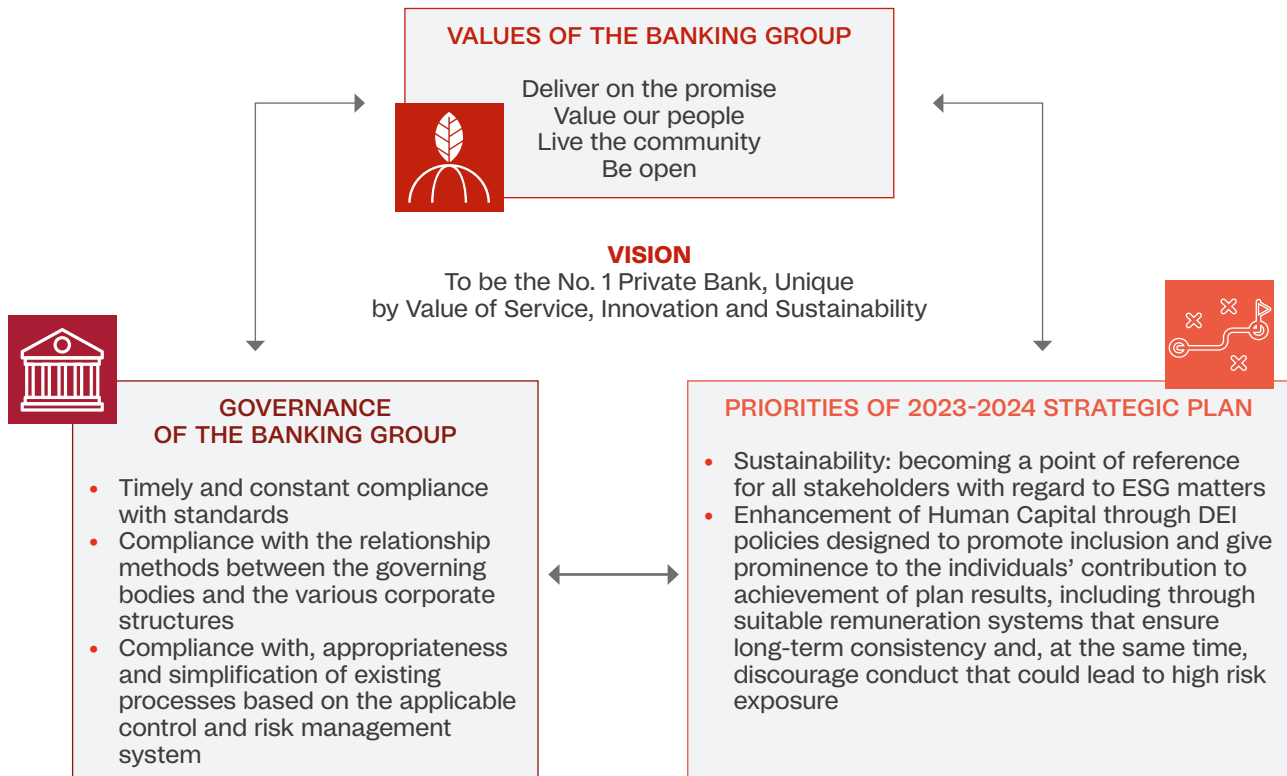 VALUES OF THE BANKING GROUP
Deliver on the promise
Value our people
Live the community
Be open
VISION
To be the No. 1 Private Bank, Unique
by Value of Service, Innovation and Sustainability
GOVERNANCE
OF THE BANKING GROUP
• Timely and constant compliance
with standards
• Compliance with the relationship
methods between the governing
bodies and the various corporate
structures
• Compliance with, appropriateness
and simplification of existing
processes based on the applicable
control and risk management
system
PRIORITIES OF 2023-2024 STRATEGIC PLAN
• Sustainability: becoming a point of reference
for all stakeholders with regard to ESG matters
• Enhancement of Human Capital through DEI
policies designed to promote inclusion and give
prominence to the individuals’ contribution to
achievement of plan results, including through
suitable remuneration systems that ensure
long-term consistency and, at the same time,
discourage conduct that could lead to high risk
exposure